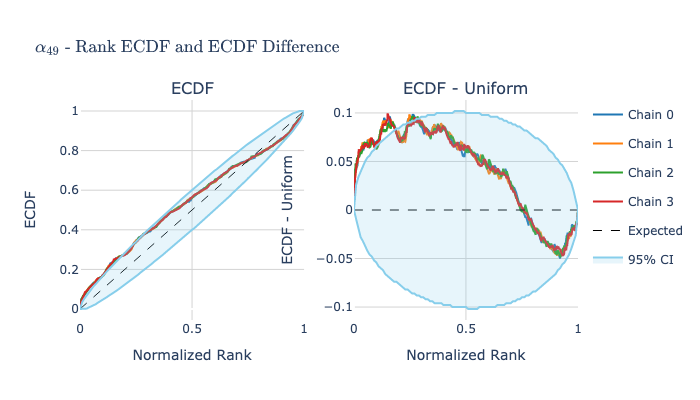 α49 - Rank ECDF and ECDF Difference
ECDF
ECDF - Uniform
ECDF
1
0.8
0.6
0.4
0.2
0
0
0.5
1
Normalized Rank
ECDF - Uniform
0.1
0.05
0
−0.05
−0.1
0
0.5
1
Normalized Rank
Chain 0
Chain 1
Chain 2
Chain 3
Expected
95% CI